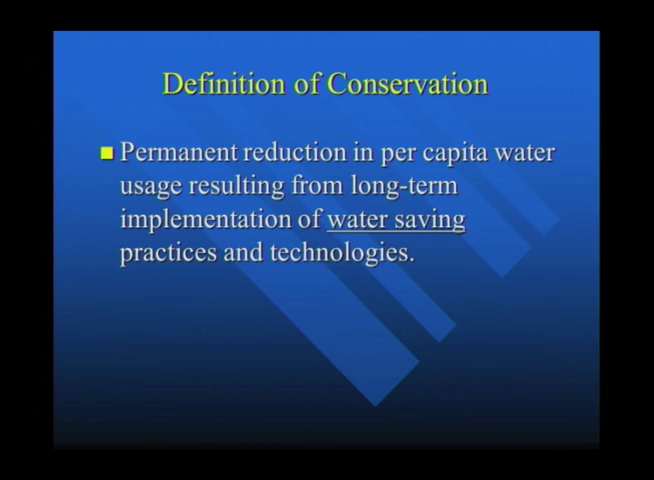 Definition of Conservation
Permanent reduction in per capita water
usage resulting from long-term
implementation of water saving
practices and technologies.